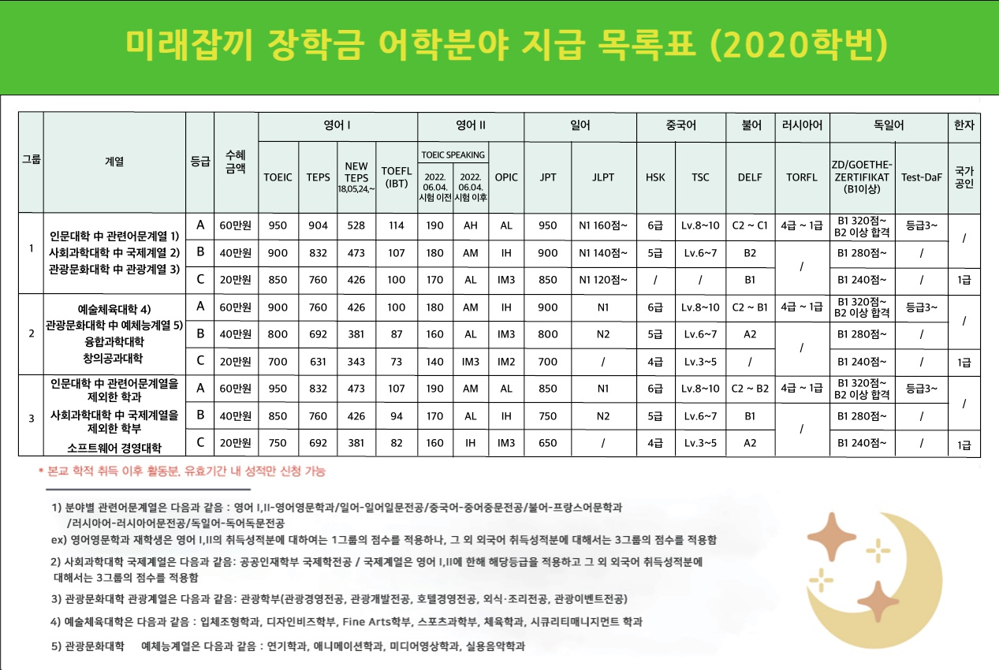 미래잡끼 장학금 어학분야 지급 목록표 (2020학번)
그룹 계열 등급 수혜 금액 영어 I 영어 II 일어 중국어 불어 러시아어 독일어 한자
TOEIC TEPS NEW TEPS 18,05,24,~ TOEFL (IBT) TOEIC SPEAKING 2022. 06.04. 시험 이전 2022. 06.04. 시험 이후 OPIC JPT JLPT HSK TSC DELF TORFL ZD/GOETHE-ZERTIFIKAT (B1이상) Test-DaF 국가 공인
1
인문대학 中 관련어문계열 1)
사회과학대학 中 국제계열 2)
관광문화대학 中 관광계열 3)
A 60만원 950 904 528 114 190 AH AL 950 N1 160점~ 6급 Lv.8~10 C2 ~ C1 4급 ~ 1급 B1 320점~ B2 이상 합격 등급3~ /
B 40만원 900 832 473 107 180 AM IH 900 N1 140점~ 5급 Lv.6~7 B2 / B1 280점~ /
C 20만원 850 760 426 100 170 AL IM3 850 N1 120점~ / / B1 B1 240점~ / 1급
2
예술체육대학 4)
관광문화대학 中 예체능계열 5)
융합과학대학
창의공과대학
A 60만원 900 760 426 100 180 AM IH 900 N1 6급 Lv.8~10 C2 ~ B1 4급 ~ 1급 B1 320점~ B2 이상 합격 등급3~ /
B 40만원 800 692 381 87 160 AL IM3 800 N2 5급 Lv.6~7 A2 / B1 280점~ /
C 20만원 700 631 343 73 140 IM3 IM2 700 / 4급 Lv.3~5 / B1 240점~ / 1급
3
인문대학 中 관련어문계열을
제외한 학과
사회과학대학 中 국제계열을
제외한 학부
소프트웨어 경영대학
A 60만원 950 832 473 107 190 AM AL 850 N1 6급 Lv.8~10 C2 ~ B2 4급 ~ 1급 B1 320점~ B2 이상 합격 등급3~ /
B 40만원 850 760 426 94 170 AL IH 750 N2 5급 Lv.6~7 B1 / B1 280점~ /
C 20만원 750 692 381 82 160 IH IM3 650 / 4급 Lv.3~5 A2 B1 240점~ / 1급
* 본교 학적 취득 이후 활동분, 유효기간 내 성적만 신청 가능
1) 분야별 관련어문계열은 다음과 같음 : 영어 I,II-영어영문학과/일어-일어일문전공/중국어-중어중문전공/불어-프랑스어문학과
/러시아어-러시아어문전공/독일어-독어독문전공
ex) 영어영문학과 재학생은 영어 I,II의 취득성적분에 대하여는 1그룹의 점수를 적용하나, 그 외 외국어 취득성적분에 대해서는 3그룹의 점수를 적용함
2) 사회과학대학 국제계열은 다음과 같음: 공공인재학부 국제학전공 / 국제계열은 영어 I,II에 한해 해당등급을 적용하고 그 외 외국어 취득성적분에
대해서는 3그룹의 점수를 적용함
3) 관광문화대학 관광계열은 다음과 같음: 관광학부(관광경영전공, 관광개발전공, 호텔경영전공, 외식·조리전공, 관광이벤트전공)
4) 예술체육대학은 다음과 같음 : 입체조형학과, 디자인비즈학부, Fine Arts학부, 스포츠과학부, 체육학과, 시큐리티매니지먼트 학과
5) 관광문화대학 예체능계열은 다음과 같음 : 연기학과, 애니메이션학과, 미디어영상학과, 실용음악학과